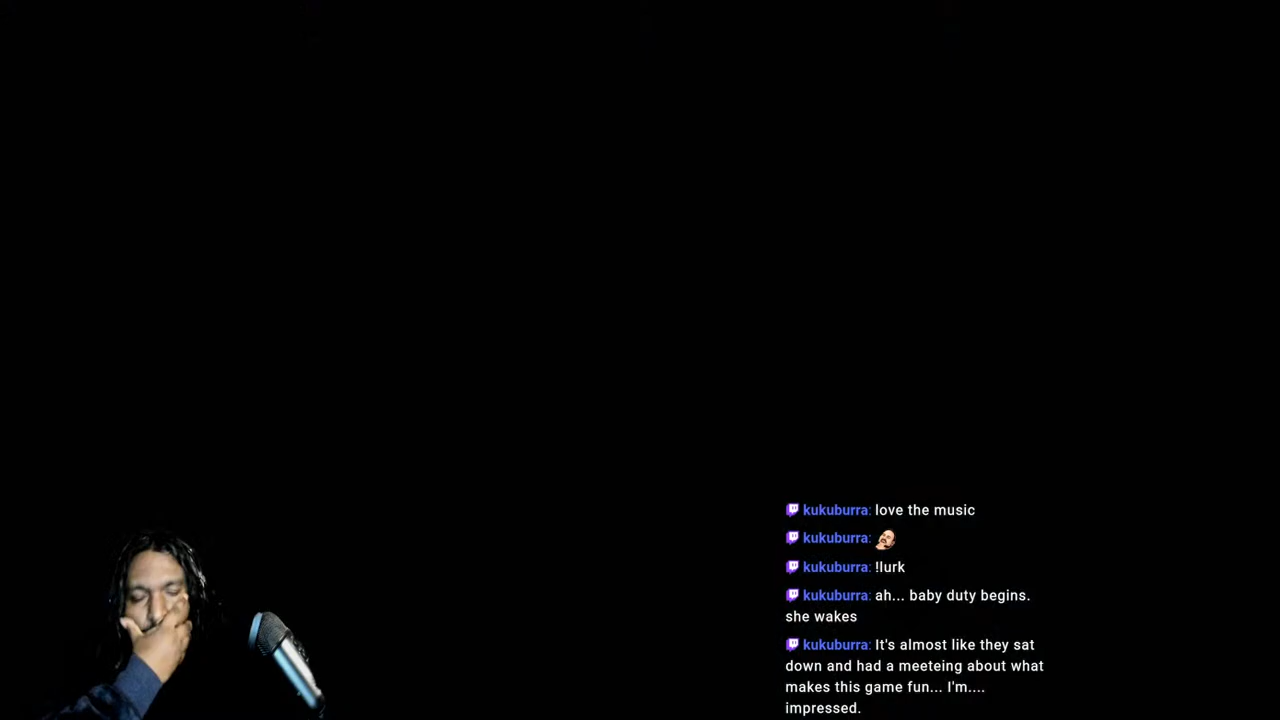 kukuburra: love the music
kukuburra:
kukuburra: !lurk
kukuburra: ah... baby duty begins.
she wakes
kukuburra: It's almost like they sat
down and had a meeteing about what
makes this game fun... I'm....
impressed.